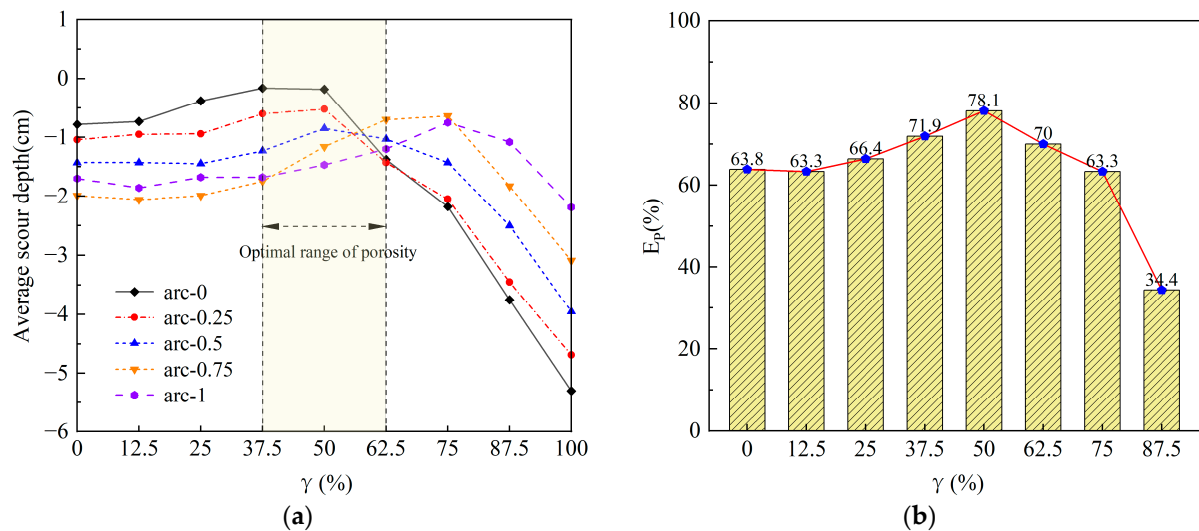 1
0
−1
−2
−3
−4
−5
−6
Average scour depth(cm)
Optimal range of porosity
arc-0
arc-0.25
arc-0.5
arc-0.75
arc-1
0 12.5 25 37.5 50 62.5 75 87.5 100
γ (%)
(a)
100
80
60
40
20
0
E_P(%)
63.8 63.3 66.4 71.9 78.1 70 63.3 34.4
0 12.5 25 37.5 50 62.5 75 87.5
γ (%)
(b)